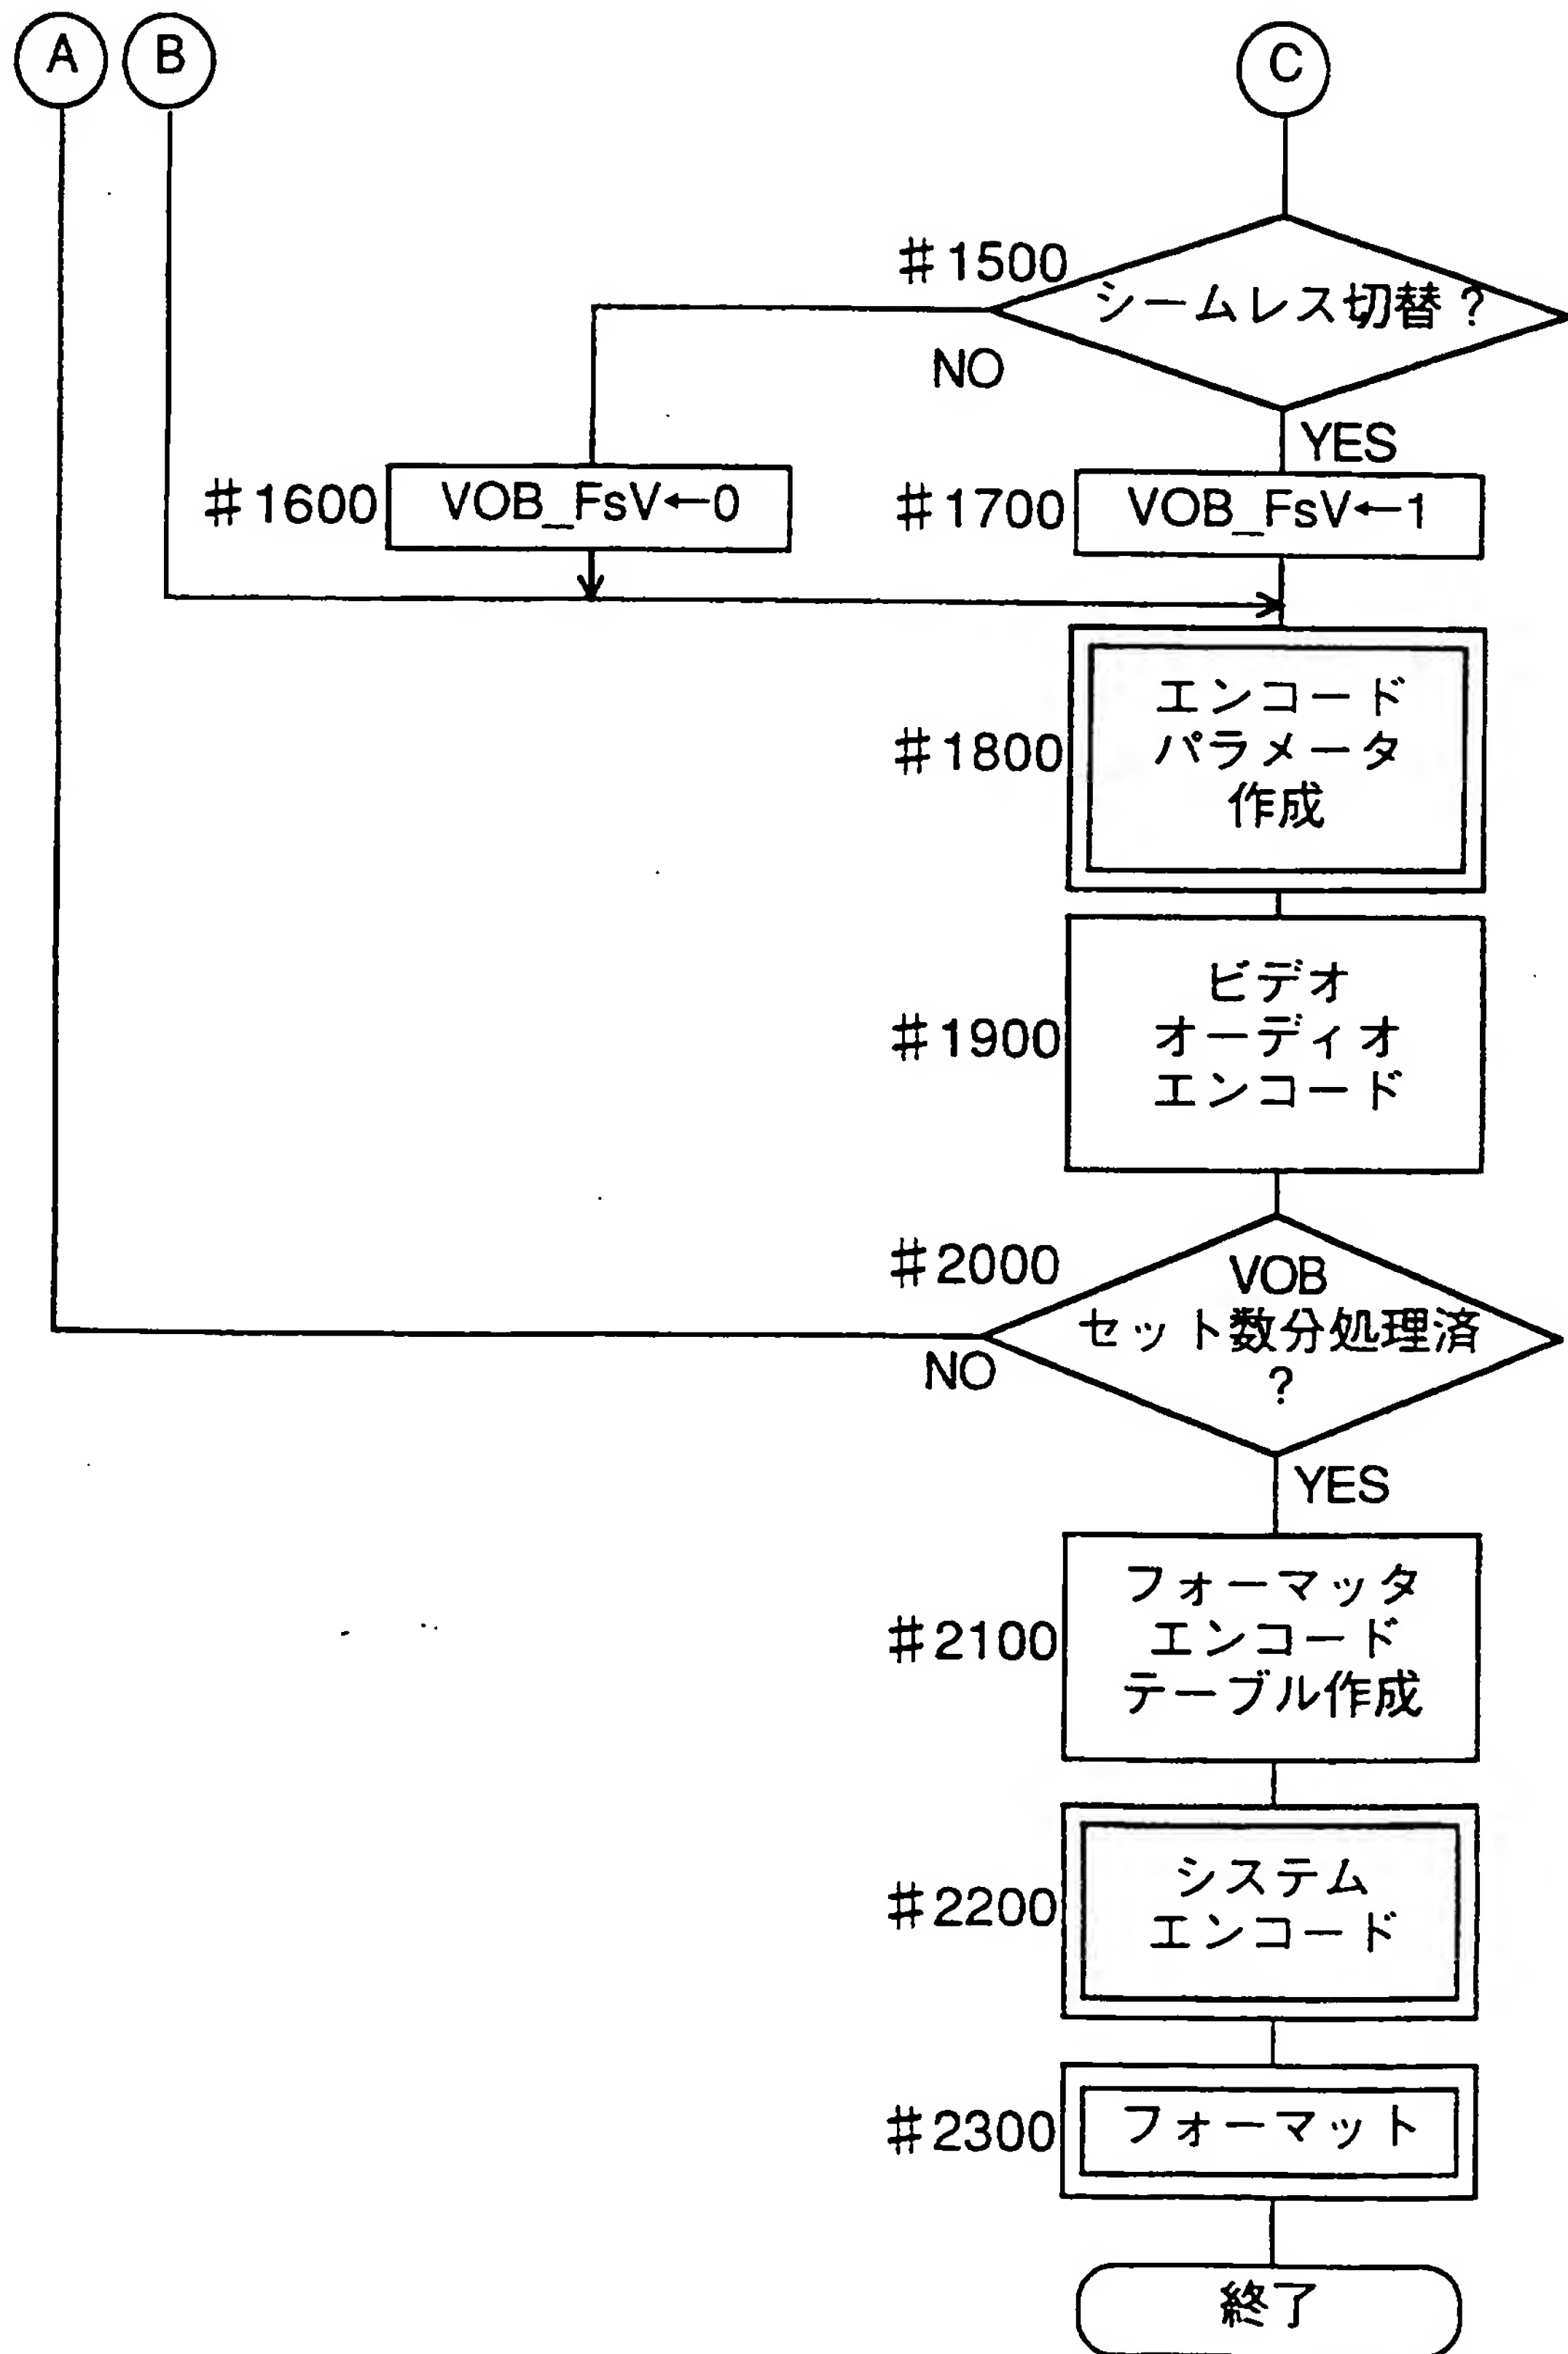 A
B
C
#1500
シームレス切替?
NO
YES
#1600
VOB_FsV←0
#1700
VOB_FsV←1
#1800
エンコード
パラメータ
作成
#1900
ビデオ
オーディオ
エンコード
#2000
VOB
セット数分処理済
?
NO
YES
#2100
フォーマッタ
エンコード
テーブル作成
#2200
システム
エンコード
#2300
フォーマット
終了